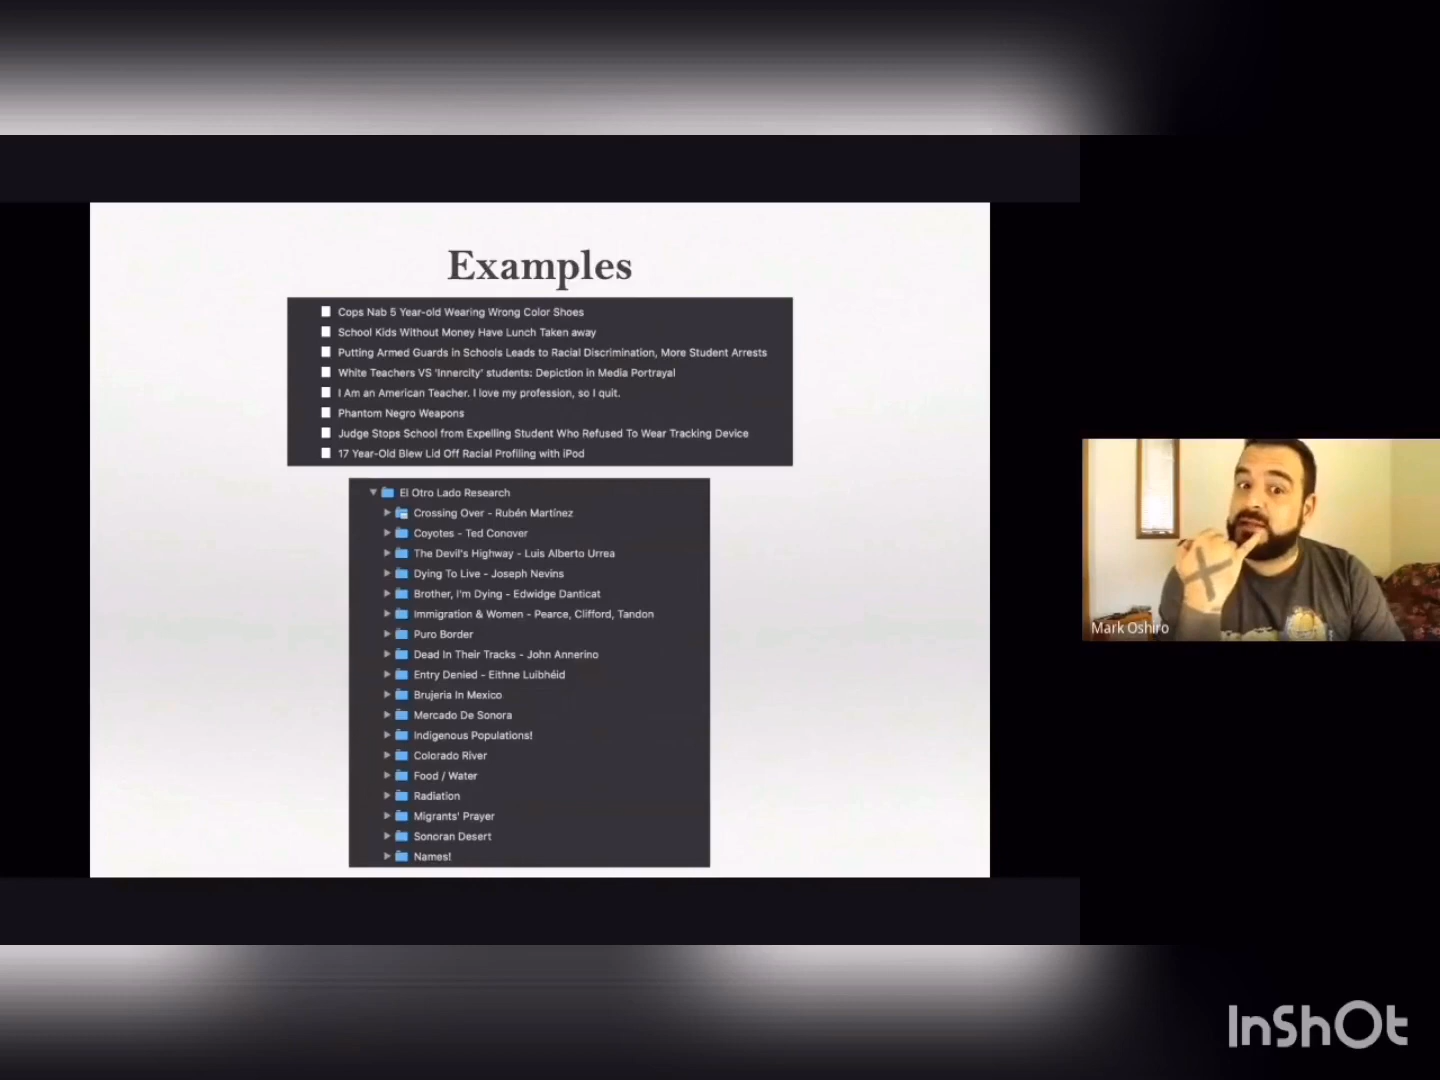 Examples
Cops Nab 5 Year-old Wearing Wrong Color Shoes
School Kids Without Money Have Lunch Taken away
Putting Armed Guards in Schools Leads to Racial Discrimination, More Student Arrests
White Teachers VS 'Innercity' students: Depiction in Media Portrayal
I Am an American Teacher. I love my profession, so I quit.
Phantom Negro Weapons
Judge Stops School from Expelling Student Who Refused To Wear Tracking Device
17 Year-Old Blew Lid Off Racial Profiling with iPod
El Otro Lado Research
Crossing Over - Rubén Martínez
Coyotes - Ted Conover
The Devil's Highway - Luis Alberto Urrea
Dying To Live - Joseph Nevins
Brother, I'm Dying - Edwidge Danticat
Immigration & Women - Pearce, Clifford, Tandon
Puro Border
Dead In Their Tracks - John Annerino
Entry Denied - Eithne Luibhéid
Brujeria In Mexico
Mercado De Sonora
Indigenous Populations!
Colorado River
Food / Water
Radiation
Migrants' Prayer
Sonoran Desert
Names!
Mark Oshiro
InShOt